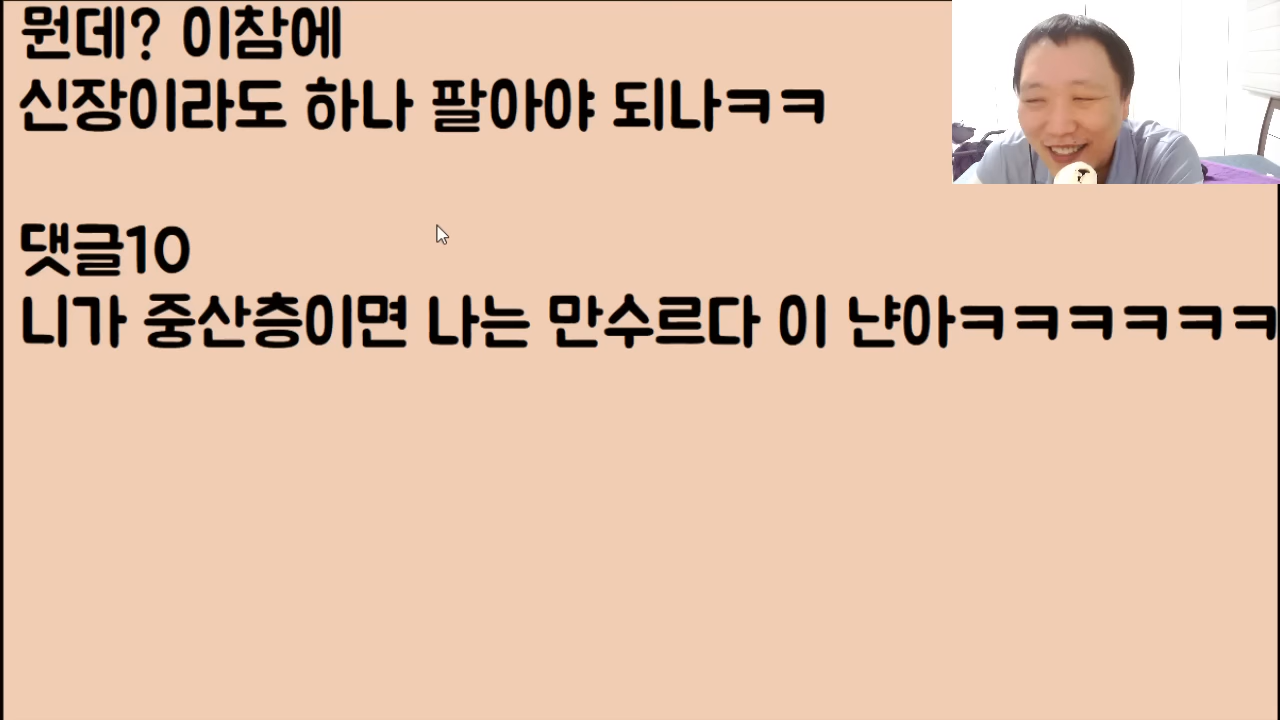 뭔데? 이참에
신장이라도 하나 팔아야 되나ㅋㅋ
댓글10
니가 중산층이면 나는 만수르다 이 냔아ㅋㅋㅋㅋㅋㅋ